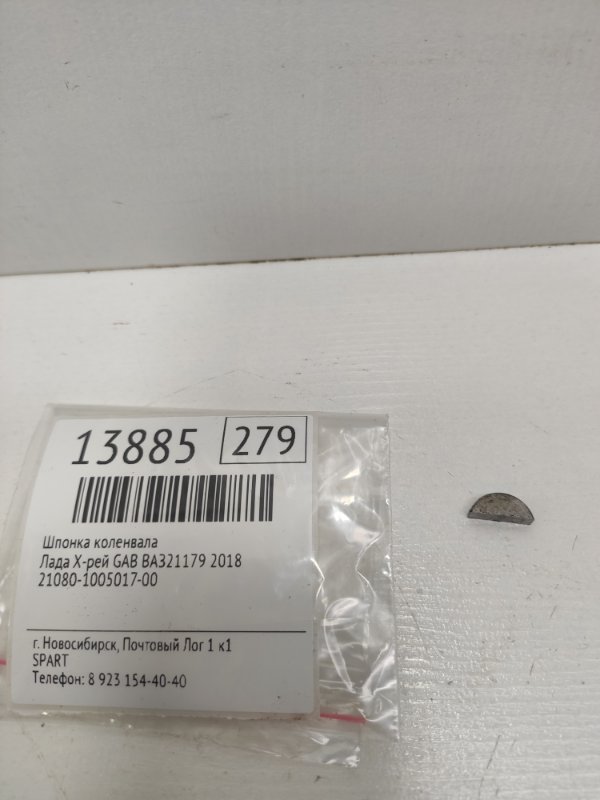 13885 279
Шпонка коленвала
Лада Х-рей GAB ВАЗ21179 2018
21080-1005017-00
г. Новосибирск, Почтовый Лог 1 к1
SPART
Телефон: 8 923 154-40-40